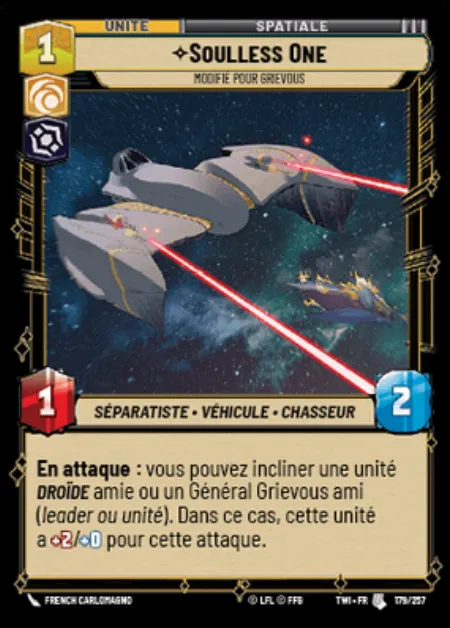 UNITÉ
SPATIALE
1
SOULLESS ONE
MODIFIÉ POUR GRIEVOUS
1
SÉPARATISTE • VÉHICULE • CHASSEUR
2
En attaque : vous pouvez incliner une unité
DROÏDE amie ou un Général Grievous ami
(leader ou unité). Dans ce cas, cette unité
a +2/+0 pour cette attaque.
FRENCH CARLOMAGNO
© LFL © FFG
TWI • FR
179/257